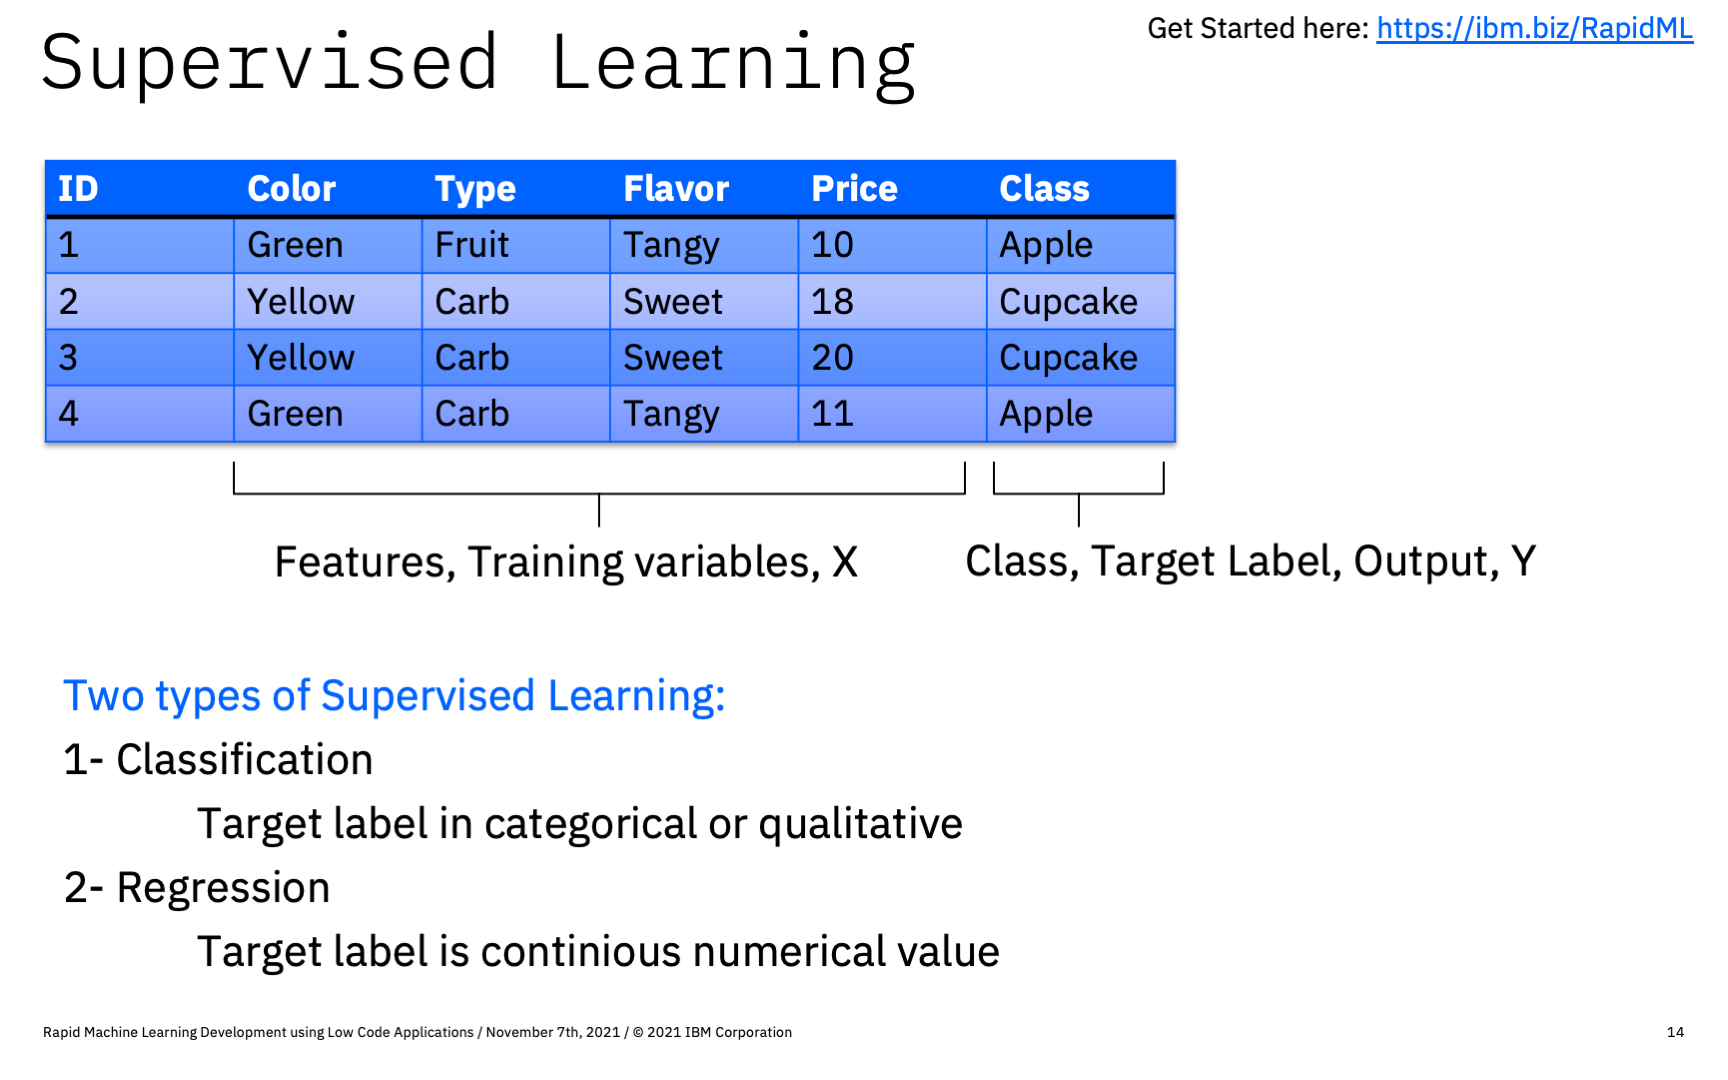 Supervised Learning
Get Started here: https://ibm.biz/RapidML
ID Color Type Flavor Price Class
1 Green Fruit Tangy 10 Apple
2 Yellow Carb Sweet 18 Cupcake
3 Yellow Carb Sweet 20 Cupcake
4 Green Carb Tangy 11 Apple
Features, Training variables, X
Class, Target Label, Output, Y
Two types of Supervised Learning:
1- Classification
Target label in categorical or qualitative
2- Regression
Target label is continious numerical value
Rapid Machine Learning Development using Low Code Applications / November 7th, 2021 / © 2021 IBM Corporation
14